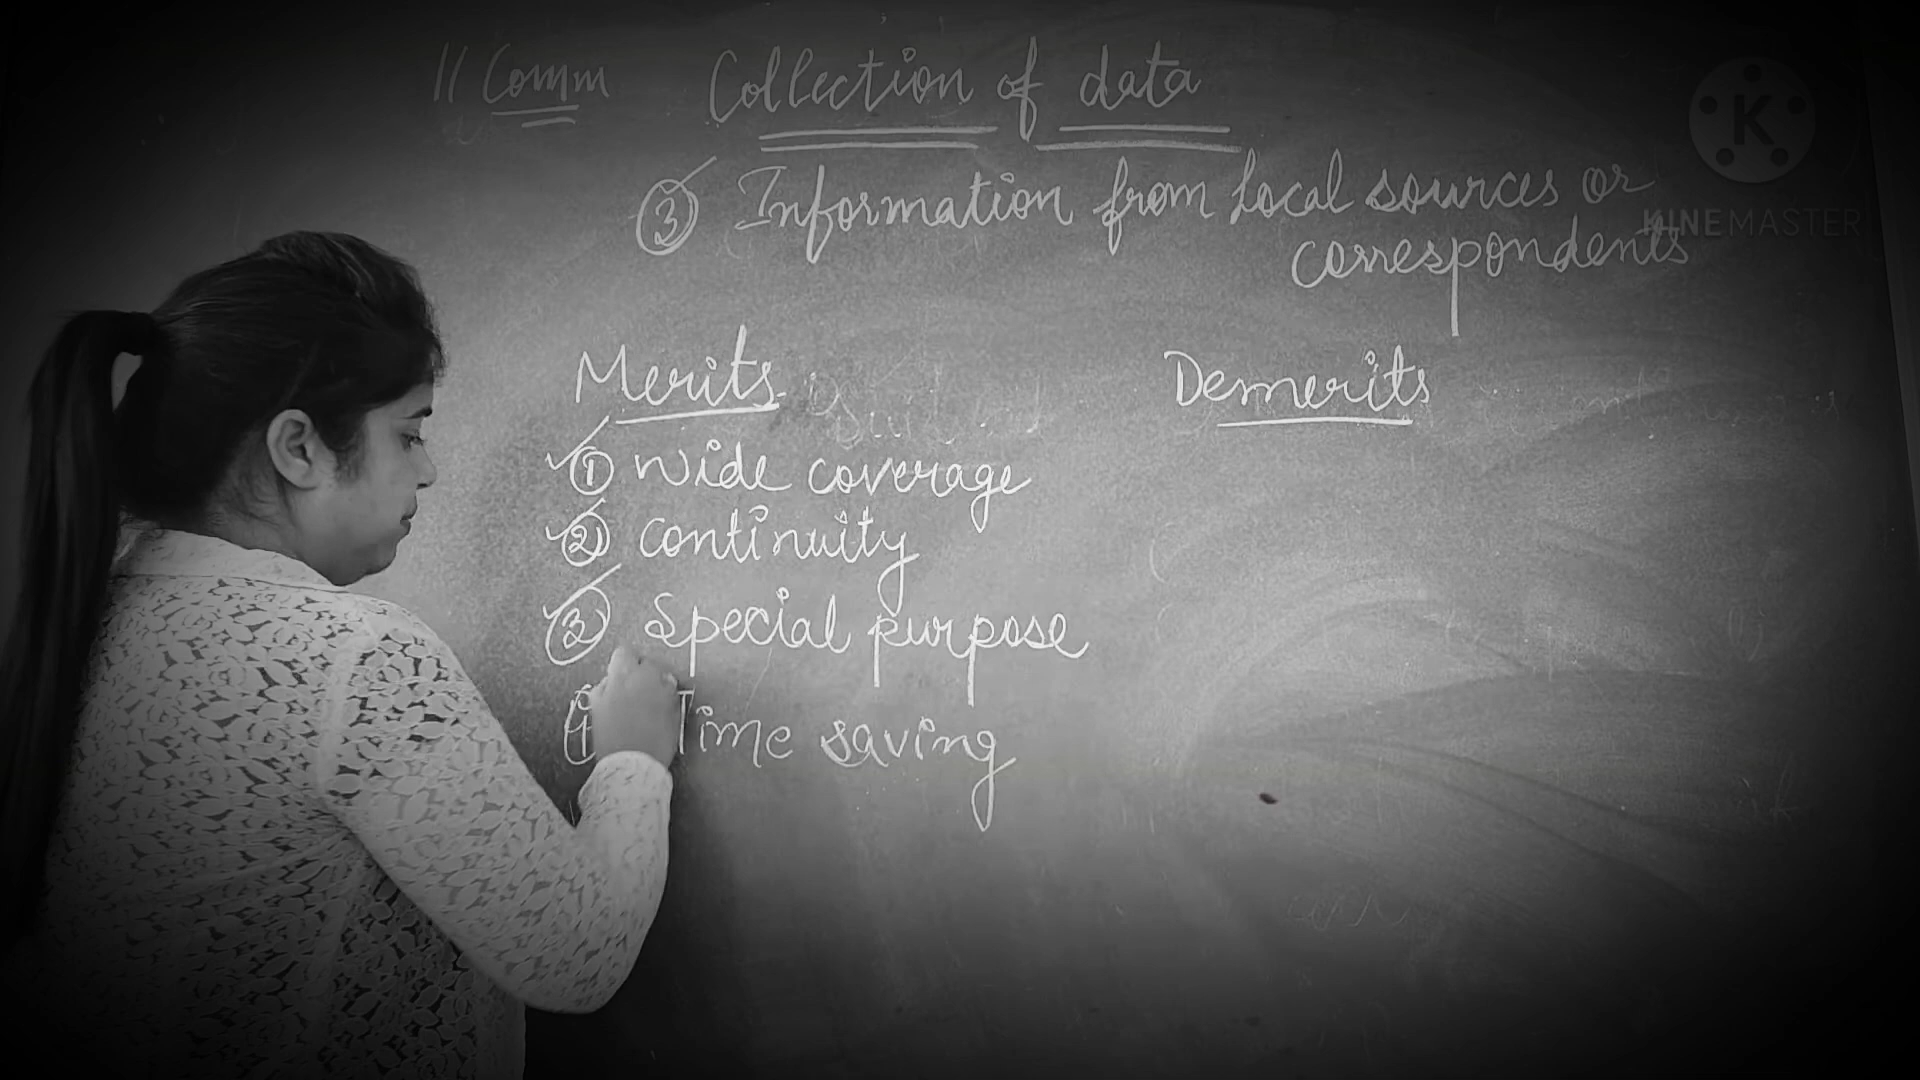 11 Comm Collection of data
③ Information from local sources or
correspondents
K
KINEMASTER
Merits Demerits
① Wide coverage
② continuity
③ Special purpose
④ Time saving